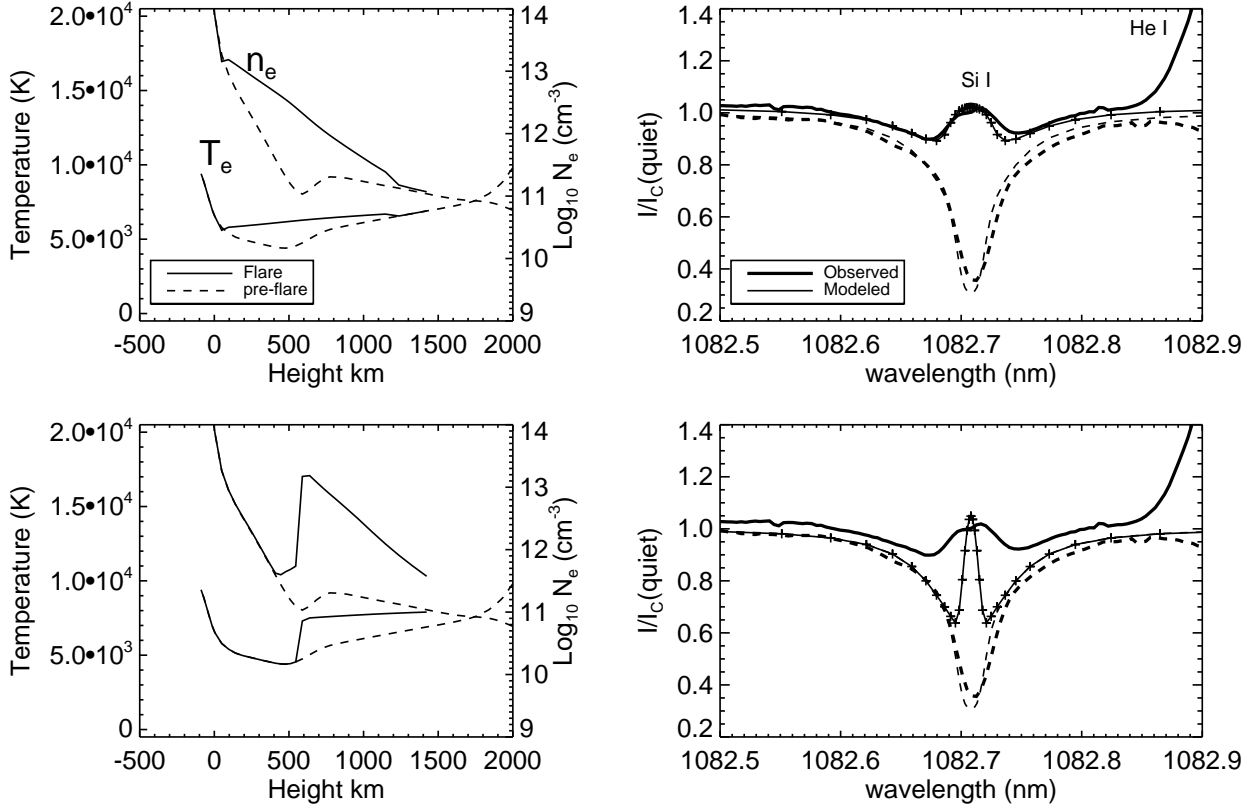 2.0•10⁴
1.5•10⁴
1.0•10⁴
5.0•10³
0
Temperature (K)
nₑ
Tₑ
Flare
pre-flare
14
13
12
11
10
9
Log₁₀ Nₑ (cm⁻³)
-500 0 500 1000 1500 2000
Height km
1.4
1.2
1.0
0.8
0.6
0.4
0.2
I/I_C(quiet)
He I
Si I
Observed
Modeled
1082.5 1082.6 1082.7 1082.8 1082.9
wavelength (nm)
2.0•10⁴
1.5•10⁴
1.0•10⁴
5.0•10³
0
Temperature (K)
14
13
12
11
10
9
Log₁₀ Nₑ (cm⁻³)
-500 0 500 1000 1500 2000
Height km
1.4
1.2
1.0
0.8
0.6
0.4
0.2
I/I_C(quiet)
1082.5 1082.6 1082.7 1082.8 1082.9
wavelength (nm)